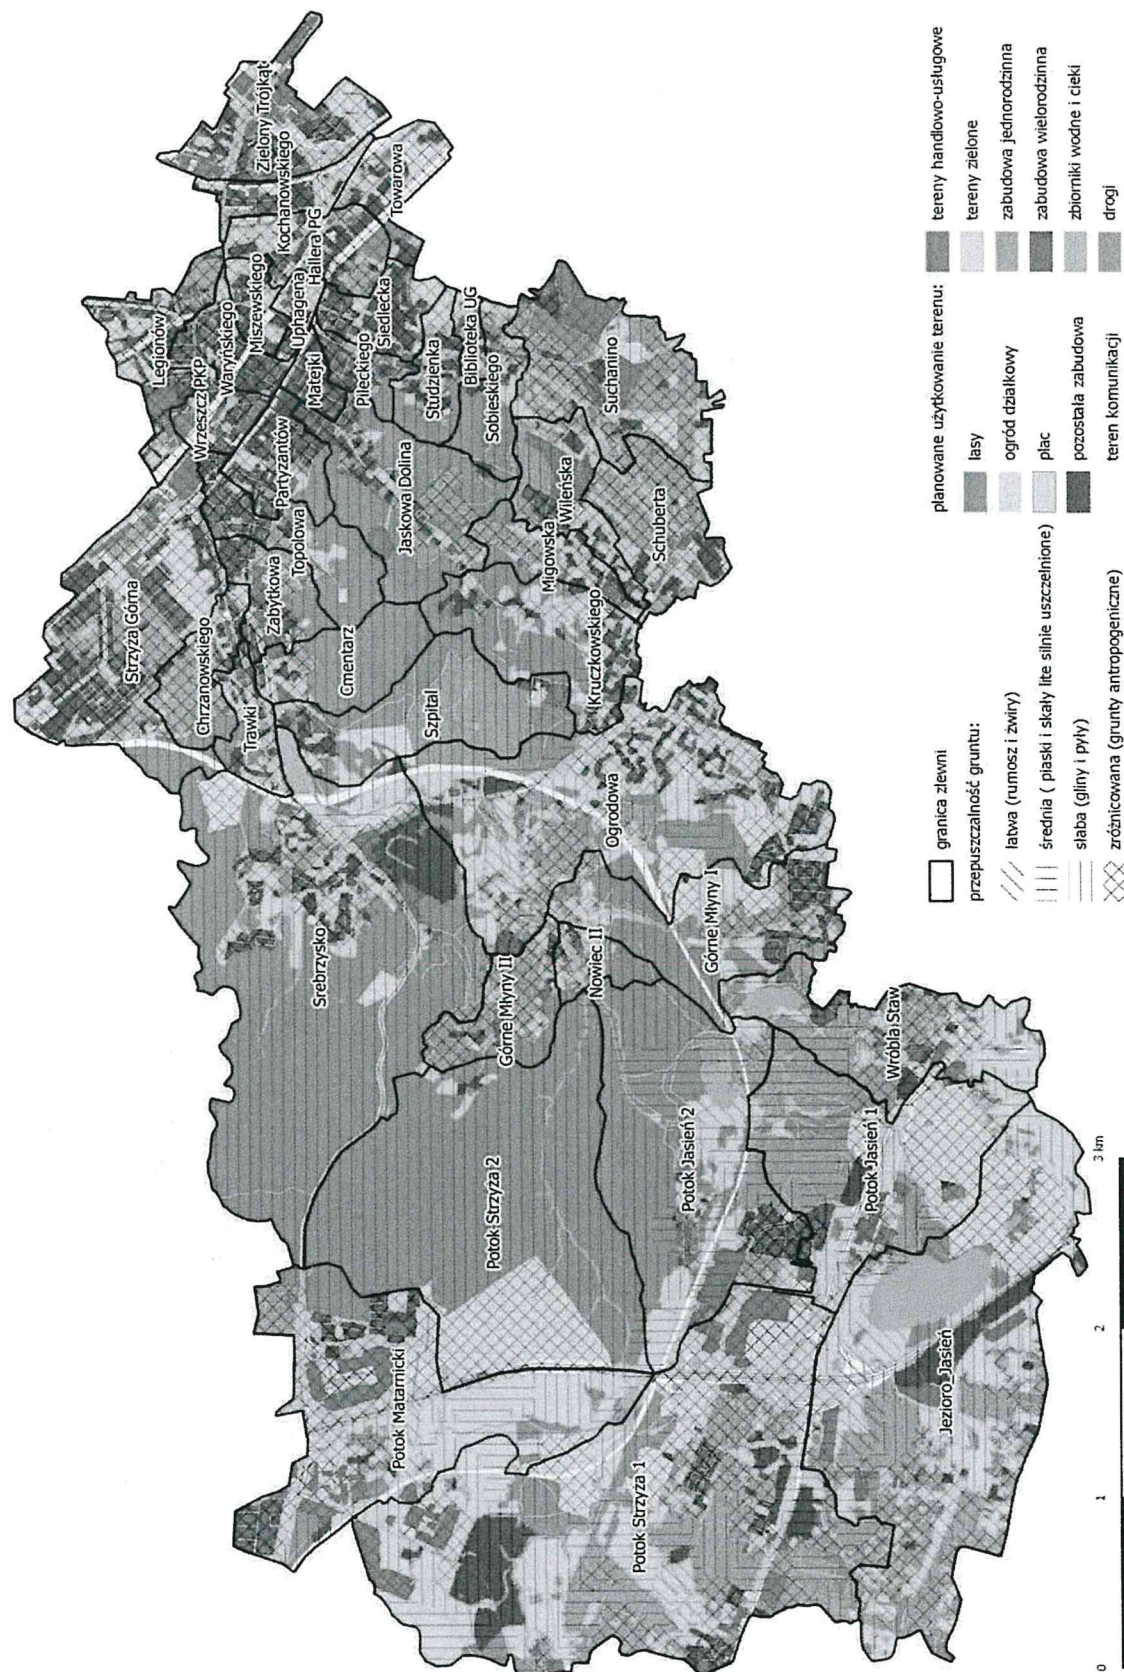 Zielony Trójkąt
Kochanowskiego
Hallera PG
Towarowa
Legionów
Wrzeszcz PKP
Waryńskiego
Miszewskiego
Uphagena
Matejki
Pileckiego
Siedlecka
Studzienka
Biblioteka UG
Sobieskiego
Suchanino
Strzyża Górna
Chrzanowskiego
Trawki
Zabytkowa
Topolowa
Partyzantów
Jaśkowa Dolina
Cmentarz
Szpital
Migowska
Wileńska
Schuberta
Kruczkowskiego
Srebrzysko
Ogrodowa
Górne Młyny II
Nowiec II
Górne Młyny I
Wróbla Staw
Potok Strzyża 2
Potok Jasień 2
Potok Jasień 1
Potok Matarnicki
Potok Strzyża 1
Jezioro_Jasień
0 1 2 3 km
granica zlewni
przepuszczalność gruntu:
łatwa (rumosz i żwiry)
średnia ( piaski i skały lite silnie uszczelnione)
słaba (gliny i pyły)
zróżnicowana (grunty antropogeniczne)
planowane użytkowanie terenu:
lasy
ogród działkowy
plac
pozostała zabudowa
teren komunikacji
tereny handlowo-usługowe
tereny zielone
zabudowa jednorodzinna
zabudowa wielorodzinna
zbiorniki wodne i cieki
drogi